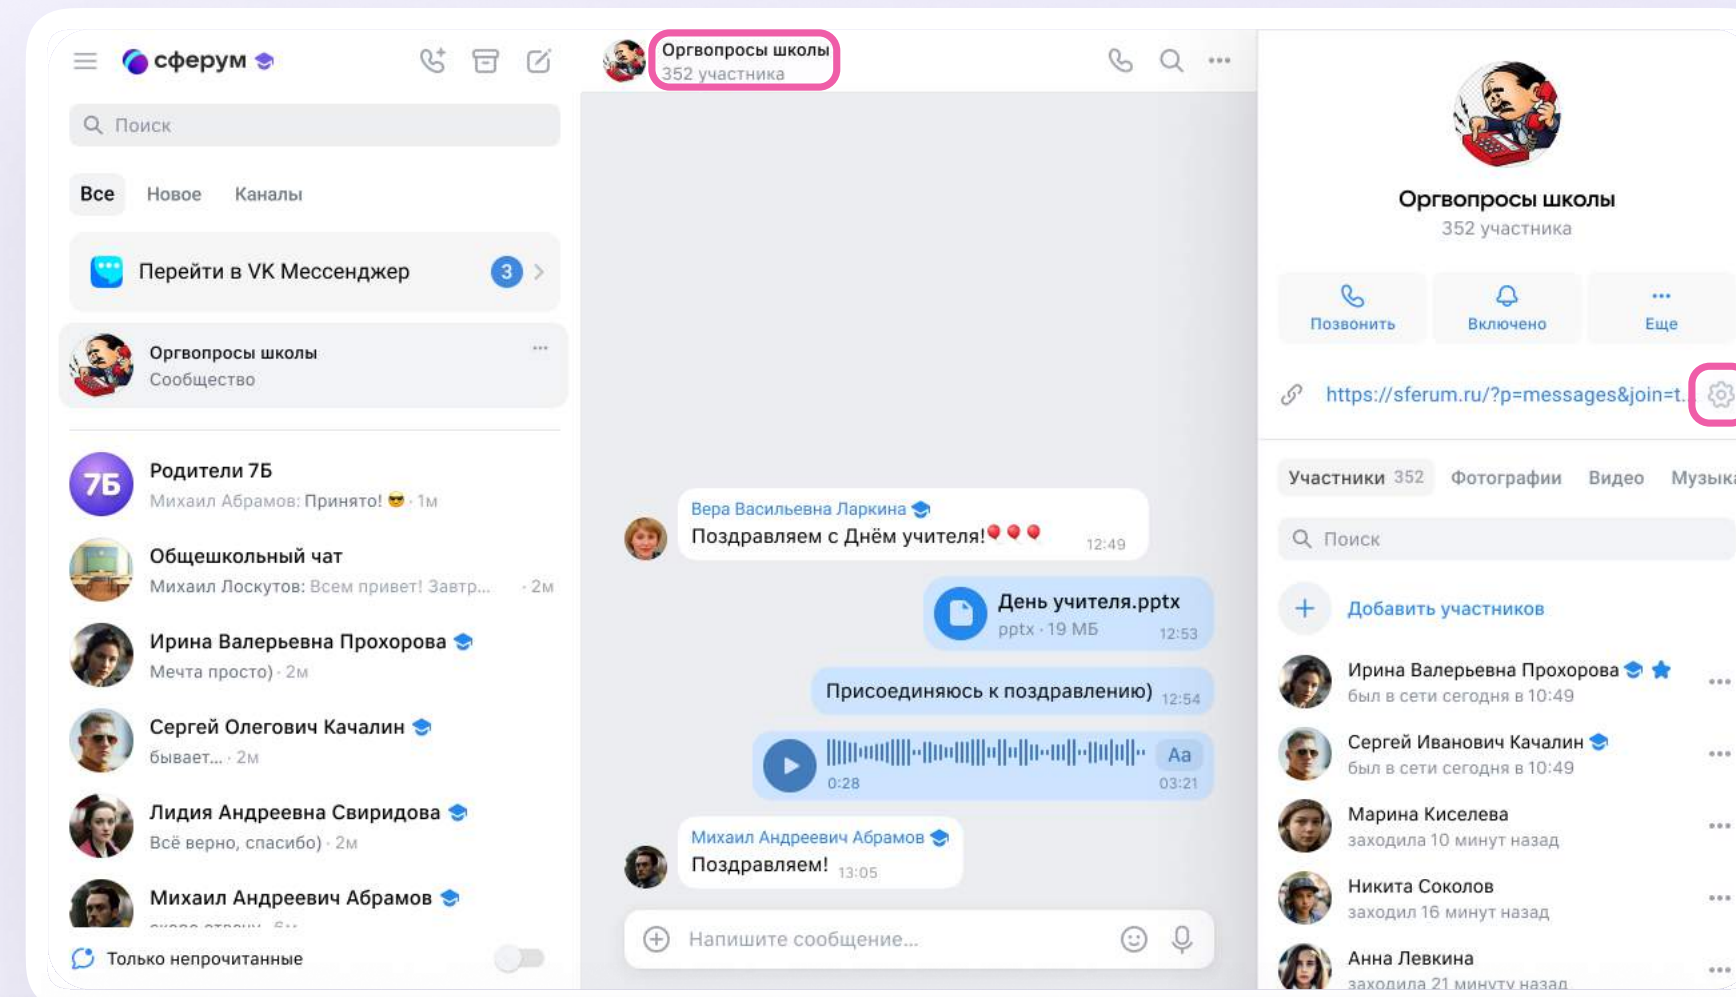 сферум
Поиск
Все Новое Каналы
Перейти в VK Мессенджер 3
Оргвопросы школы
Сообщество
7Б
Родители 7Б
Михаил Абрамов: Принято! 😎 · 1м
Общешкольный чат
Михаил Лоскутов: Всем привет! Завтр... · 2м
Ирина Валерьевна Прохорова
Мечта просто) · 2м
Сергей Олегович Качалин
бывает... · 2м
Лидия Андреевна Свиридова
Всё верно, спасибо) · 2м
Михаил Андреевич Абрамов
Только непрочитанные
Оргвопросы школы
352 участника
Вера Васильевна Ларкина
Поздравляем с Днём учителя!🎈🎈🎈 12:49
День учителя.pptx
pptx · 19 МБ 12:53
Присоединяюсь к поздравлению) 12:54
Aa
0:28 03:21
Михаил Андреевич Абрамов
Поздравляем! 13:05
Напишите сообщение...
Оргвопросы школы
352 участника
Позвонить Включено Еще
https://sferum.ru/?p=messages&join=t...
Участники 352 Фотографии Видео Музыка
Поиск
Добавить участников
Ирина Валерьевна Прохорова
был в сети сегодня в 10:49
Сергей Иванович Качалин
был в сети сегодня в 10:49
Марина Киселева
заходила 10 минут назад
Никита Соколов
заходил 16 минут назад
Анна Левкина
заходила 21 минуту назад